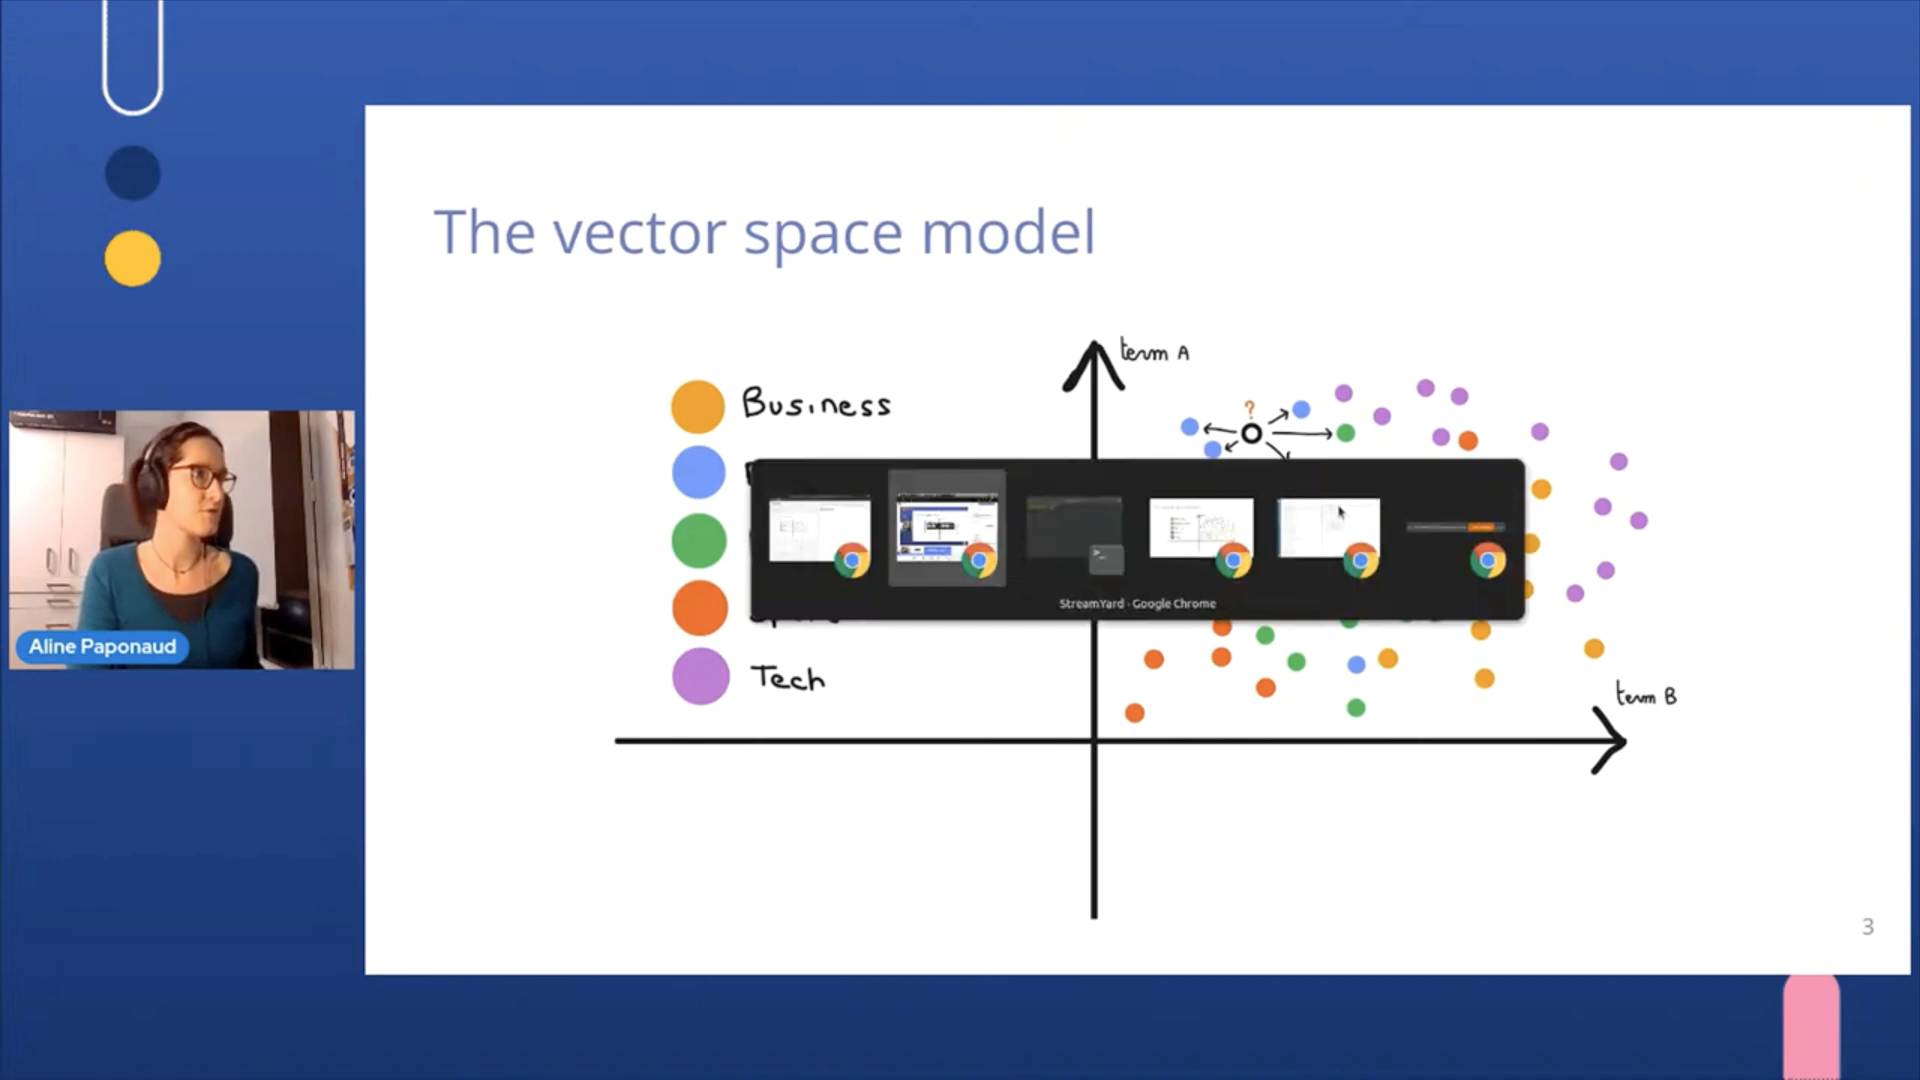 The vector space model
term A
Business
?
StreamYard - Google Chrome
Aline Paponaud
Tech
term B
3